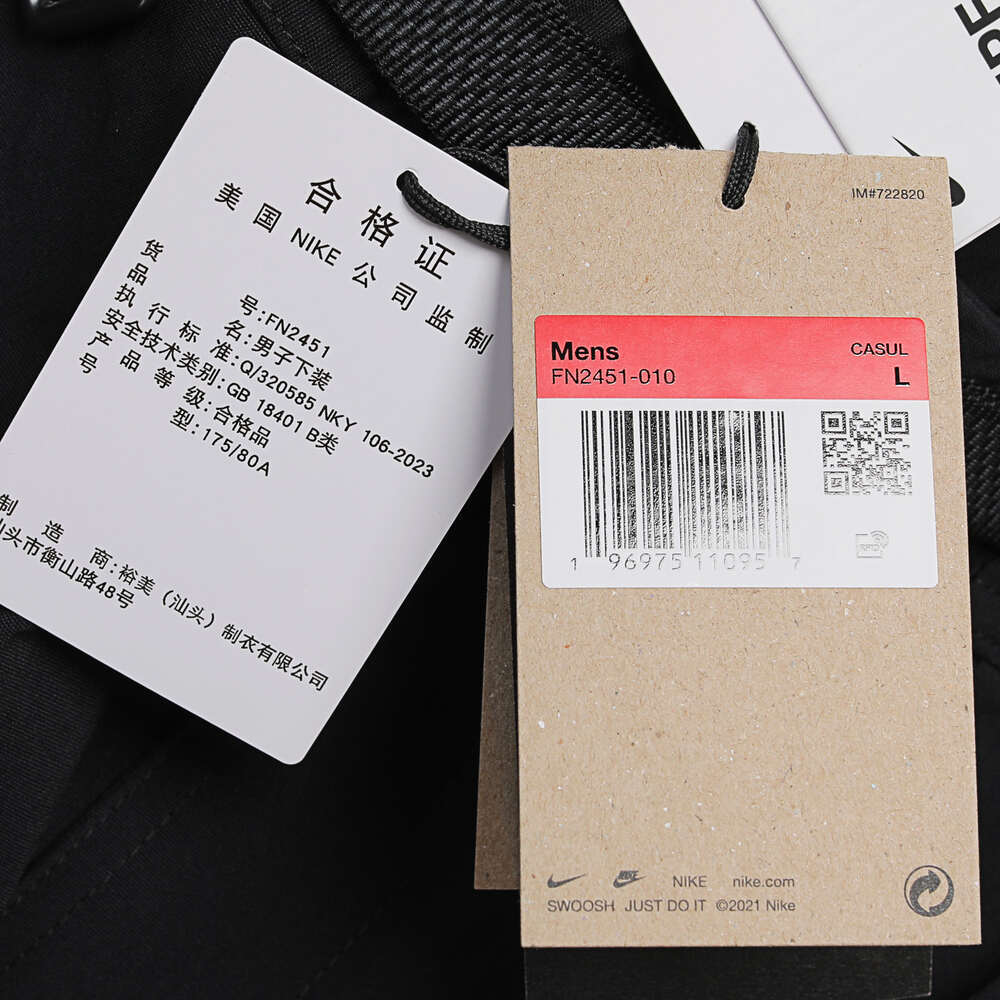 合格证
美国 NIKE 公司监制
货号:FN2451
品名:男子下装
执行标准:Q/320585 NKY 106-2023
安全技术类别:GB 18401 B类
产品等级:合格品
号型:175/80A
制造商:裕美（汕头）制衣有限公司
汕头市衡山路48号
IM#722820
Mens
CASUL
FN2451-010
L
1 96975 11095 7
RFID
NIKE nike.com
SWOOSH JUST DO IT ©2021 Nike